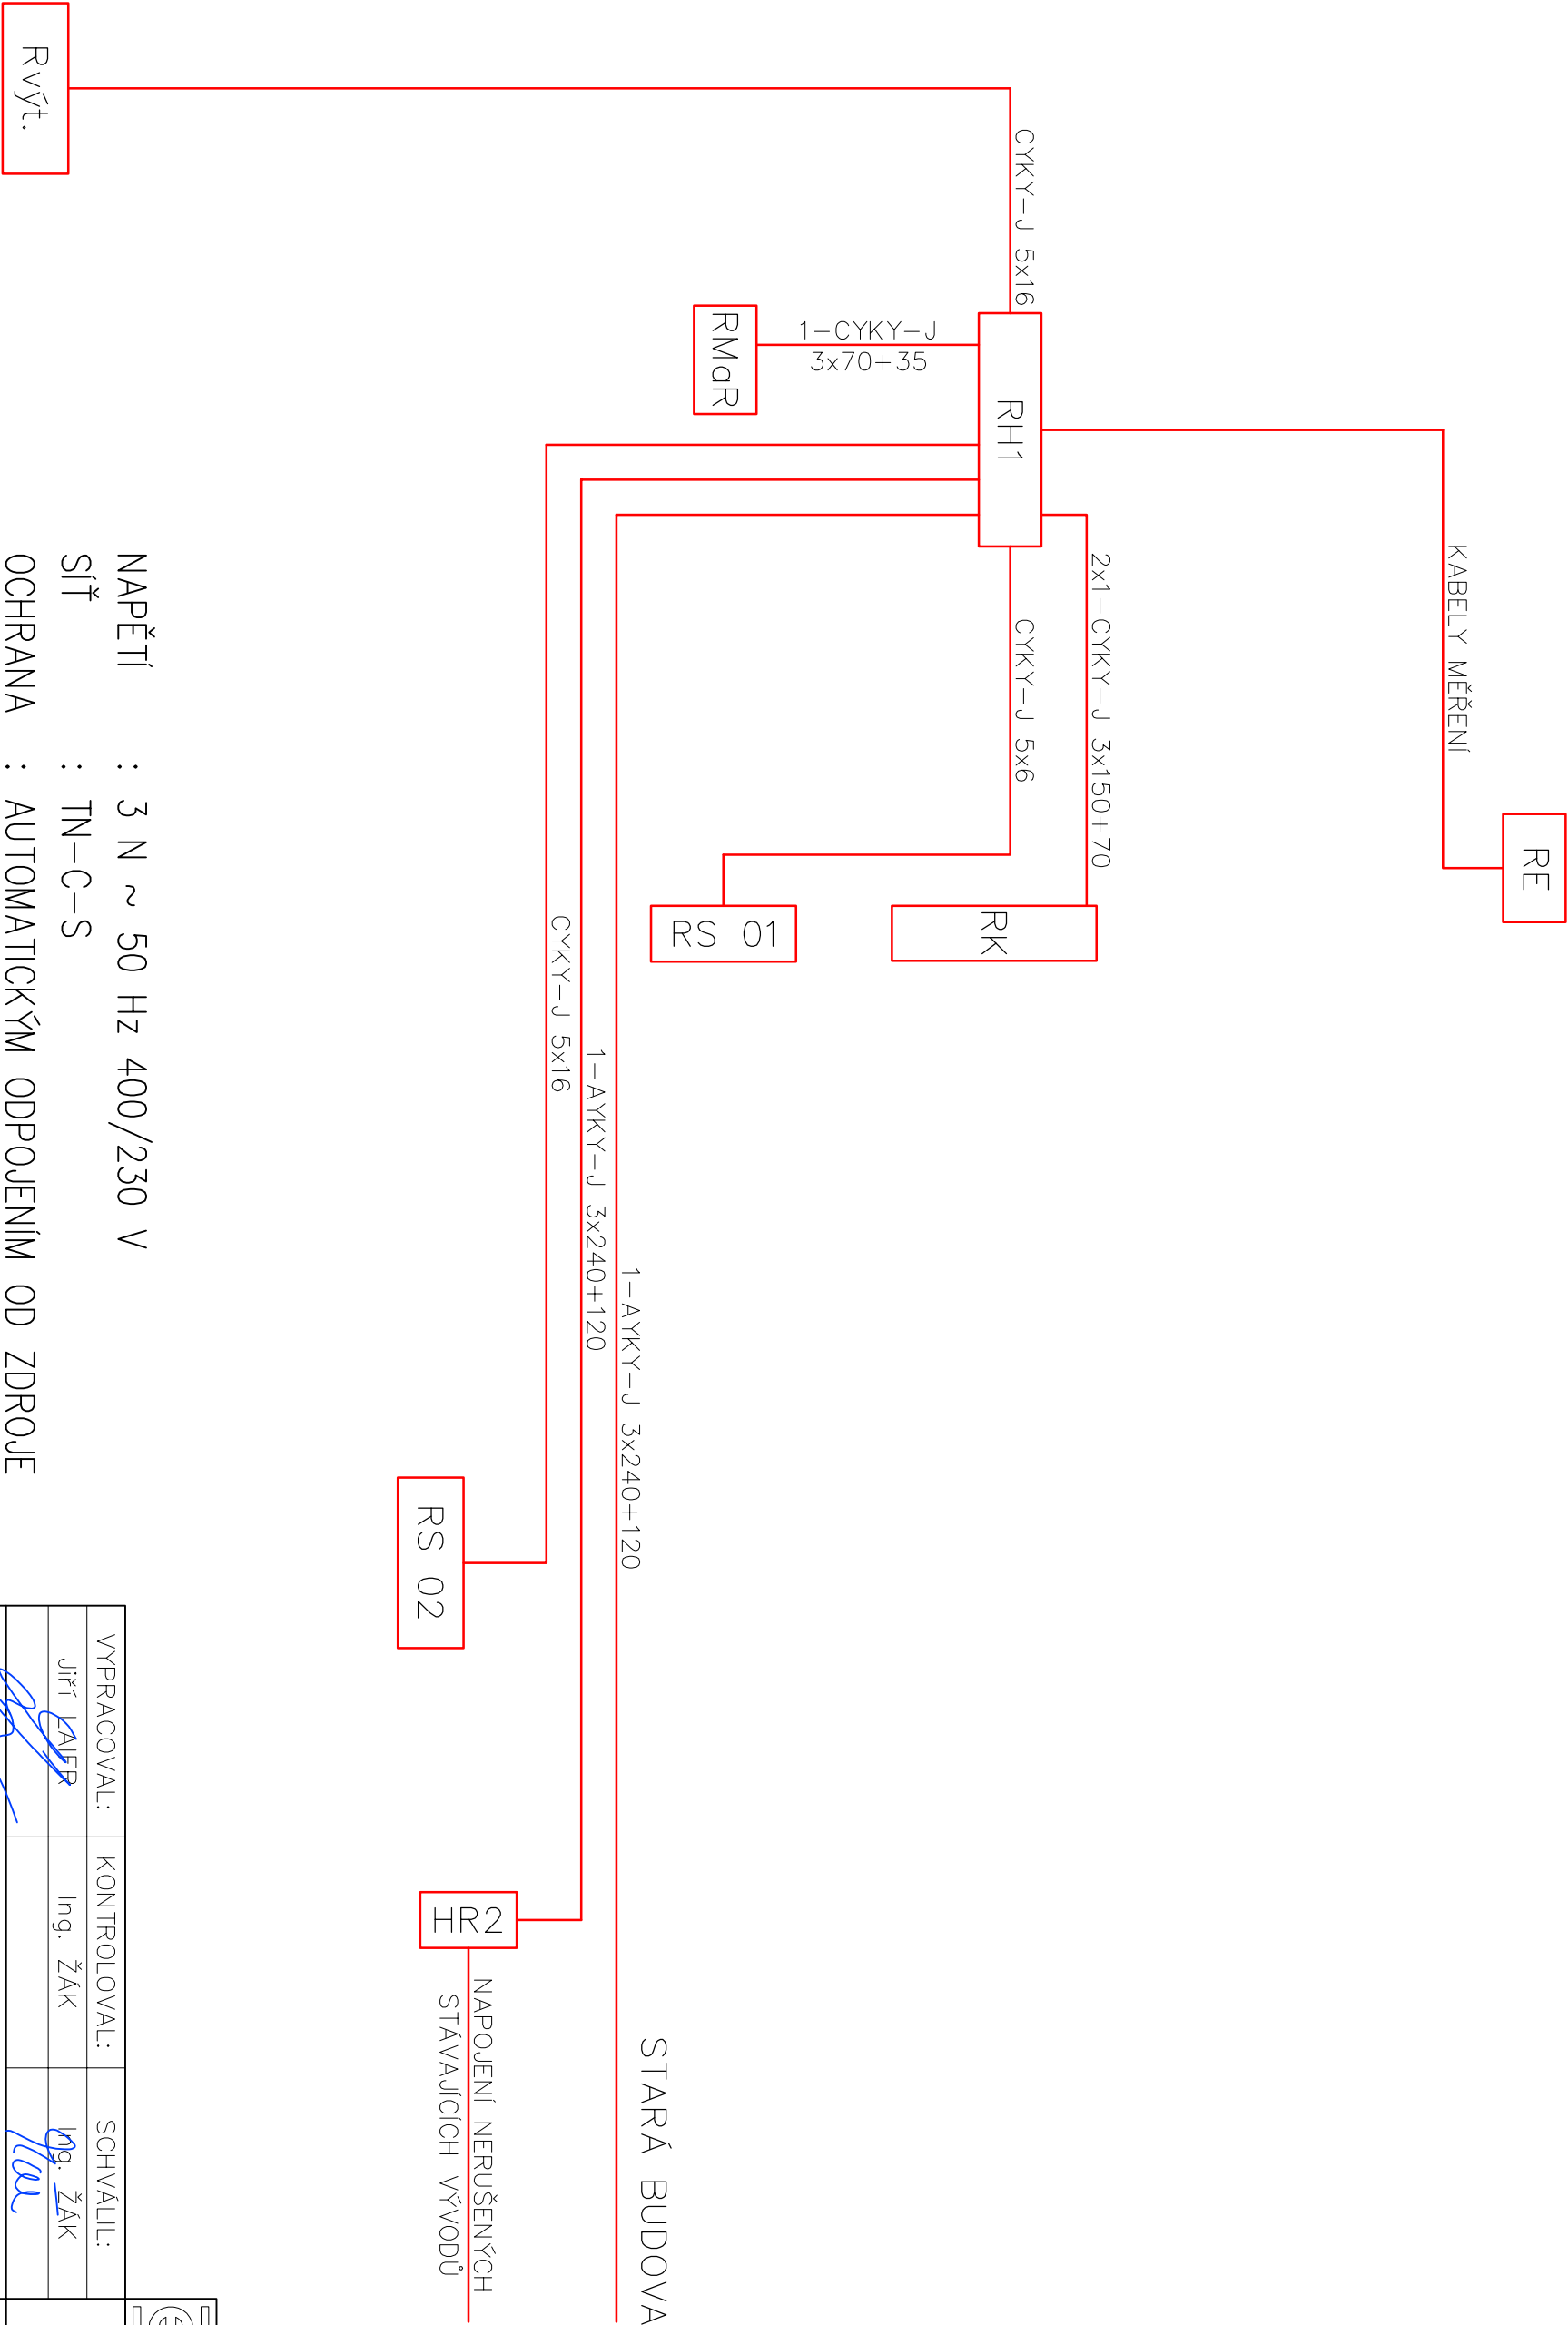 RE
KABELY MĚŘENÍ
2x1-CYKY-J 3x150+70
CYKY-J 5x16
RH1
CYKY-J 5x6
RK
1-CYKY-J
3x70+35
RMaR
RS 01
STARÁ BUDOVA
1-AYKY-J 3x240+120
1-AYKY-J 3x240+120
CYKY-J 5x16
HR2
NAPOJENÍ NERUŠENÝCH
STÁVAJÍCÍCH VÝVODŮ
RS 02
Rvýt.
NAPĚTÍ : 3 N ~ 50 Hz 400/230 V
SÍŤ : TN-C-S
OCHRANA : AUTOMATICKÝM ODPOJENÍM OD ZDROJE
VYPRACOVAL: KONTROLOVAL: SCHVÁLIL:
Jiří LAIFR Ing. ŽÁK Ing. ŽÁK